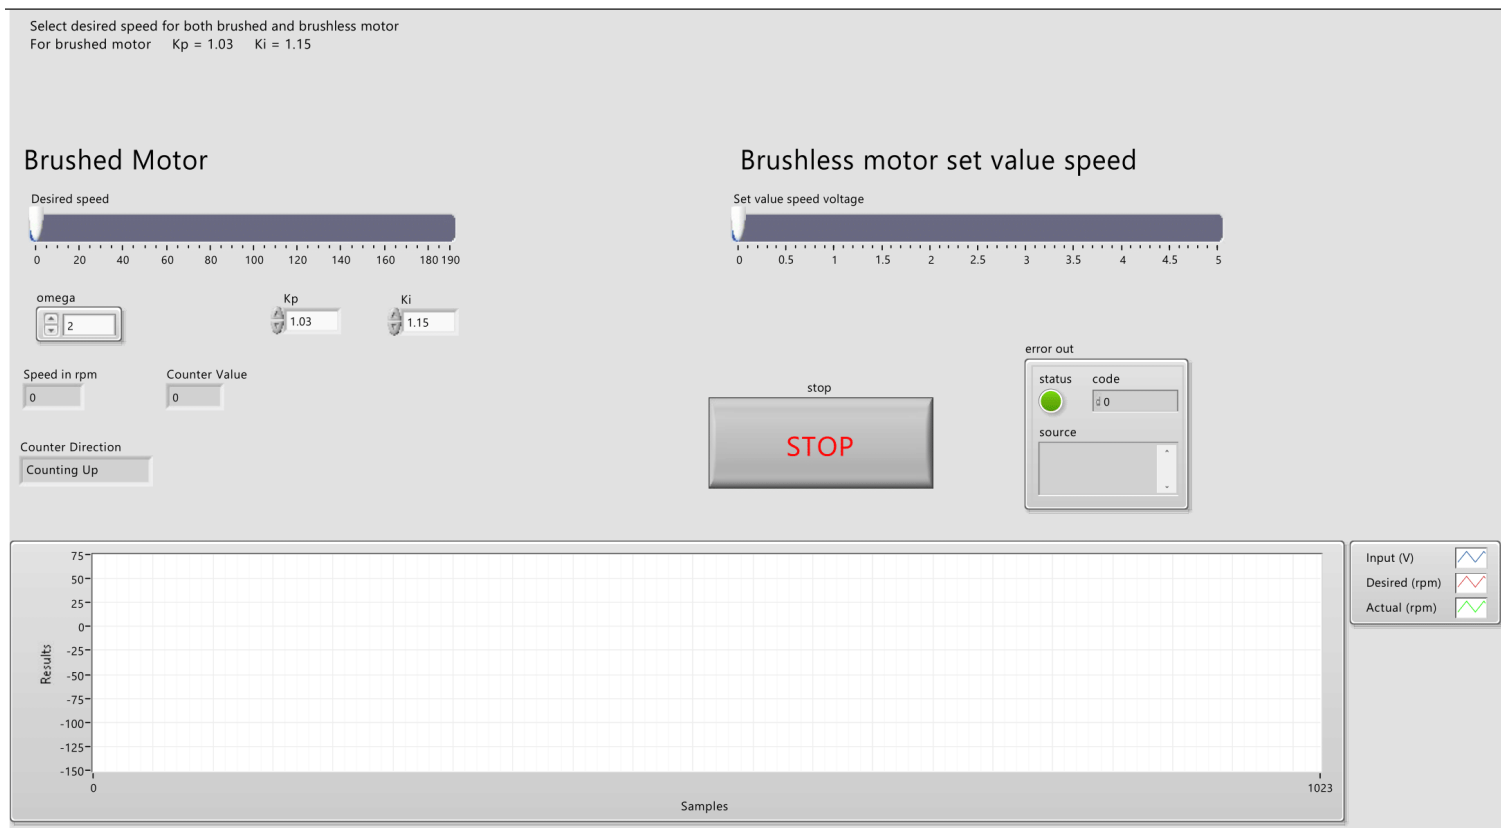 Select desired speed for both brushed and brushless motor
For brushed motor Kp = 1.03 Ki = 1.15
Brushed Motor
Desired speed
0 20 40 60 80 100 120 140 160 180 190
omega
2
Kp
1.03
Ki
1.15
Speed in rpm
0
Counter Value
0
Counter Direction
Counting Up
Brushless motor set value speed
Set value speed voltage
0 0.5 1 1.5 2 2.5 3 3.5 4 4.5 5
stop
STOP
error out
status code
d 0
source
Results
75
50
25
0
-25
-50
-75
-100
-125
-150
0 1023
Samples
Input (V)
Desired (rpm)
Actual (rpm)